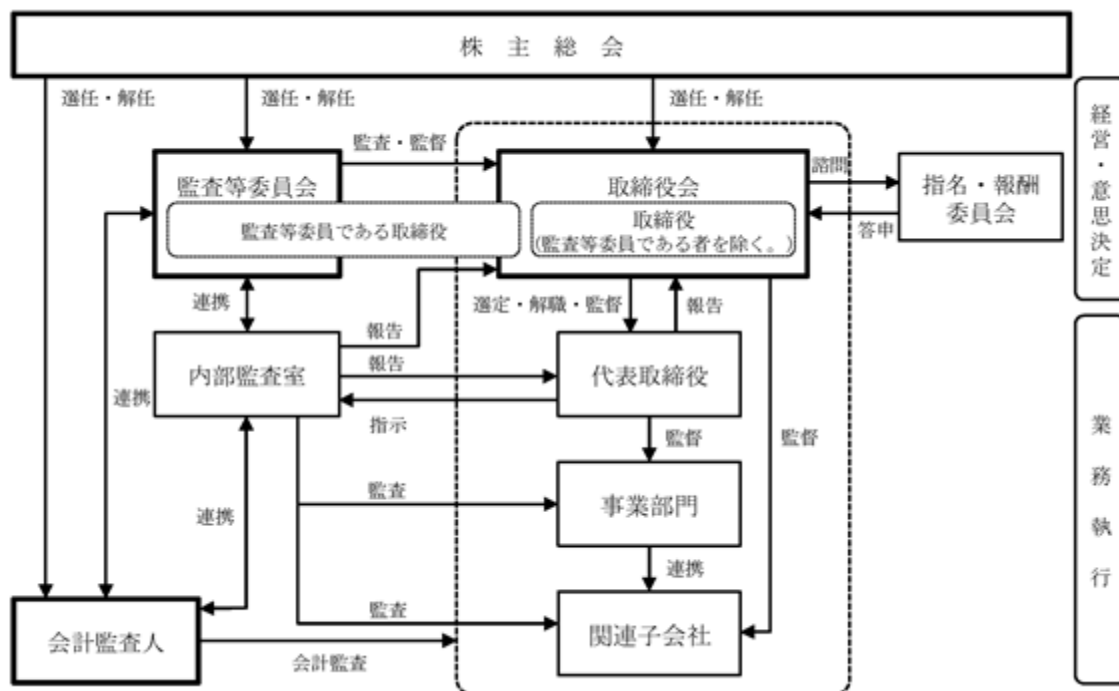 株主総会
選任・解任
選任・解任
選任・解任
監査・監督
監査等委員会
監査等委員である取締役
取締役会
取締役
(監査等委員である者を除く。)
諮問
答申
指名・報酬
委員会
経営・意思決定
連携
報告
選定・解職・監督
報告
内部監査室
報告
指示
代表取締役
連携
監督
監督
業務執行
監査
事業部門
連携
連携
監査
関連子会社
会計監査人
会計監査